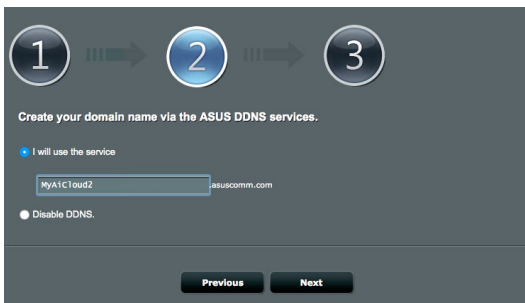 1 2 3
Create your domain name via the ASUS DDNS services.
I will use the service
MyAiCloud2 .asuscomm.com
Disable DDNS.
Previous Next